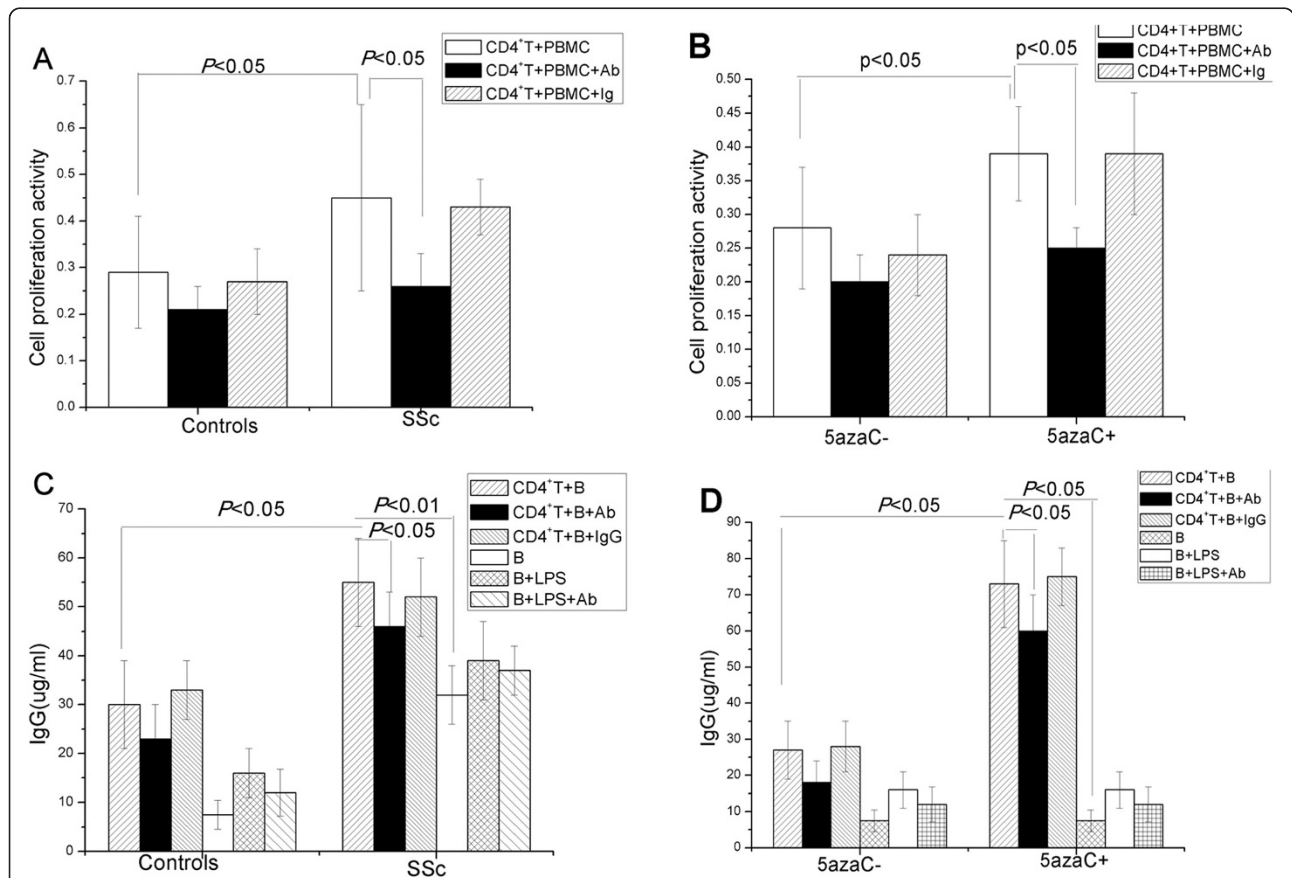 A
CD4⁺T+PBMC
CD4⁺T+PBMC+Ab
CD4⁺T+PBMC+Ig
P<0.05
P<0.05
0.7
0.6
0.5
0.4
0.3
0.2
0.1
0.0
Cell proliferation activity
Controls
SSc
B
CD4+T+PBMC
CD4+T+PBMC+Ab
CD4+T+PBMC+Ig
p<0.05
p<0.05
0.50
0.45
0.40
0.35
0.30
0.25
0.20
0.15
0.10
0.05
0.00
Cell proliferation activity
5azaC-
5azaC+
C
CD4⁺T+B
CD4⁺T+B+Ab
CD4⁺T+B+IgG
B
B+LPS
B+LPS+Ab
P<0.01
P<0.05
P<0.05
70
60
50
40
30
20
10
0
IgG(ug/ml)
Controls
SSc
D
CD4⁺T+B
CD4⁺T+B+Ab
CD4⁺T+B+IgG
B
B+LPS
B+LPS+Ab
P<0.05
P<0.05
P<0.05
90
80
70
60
50
40
30
20
10
0
IgG(ug/ml)
5azaC-
5azaC+